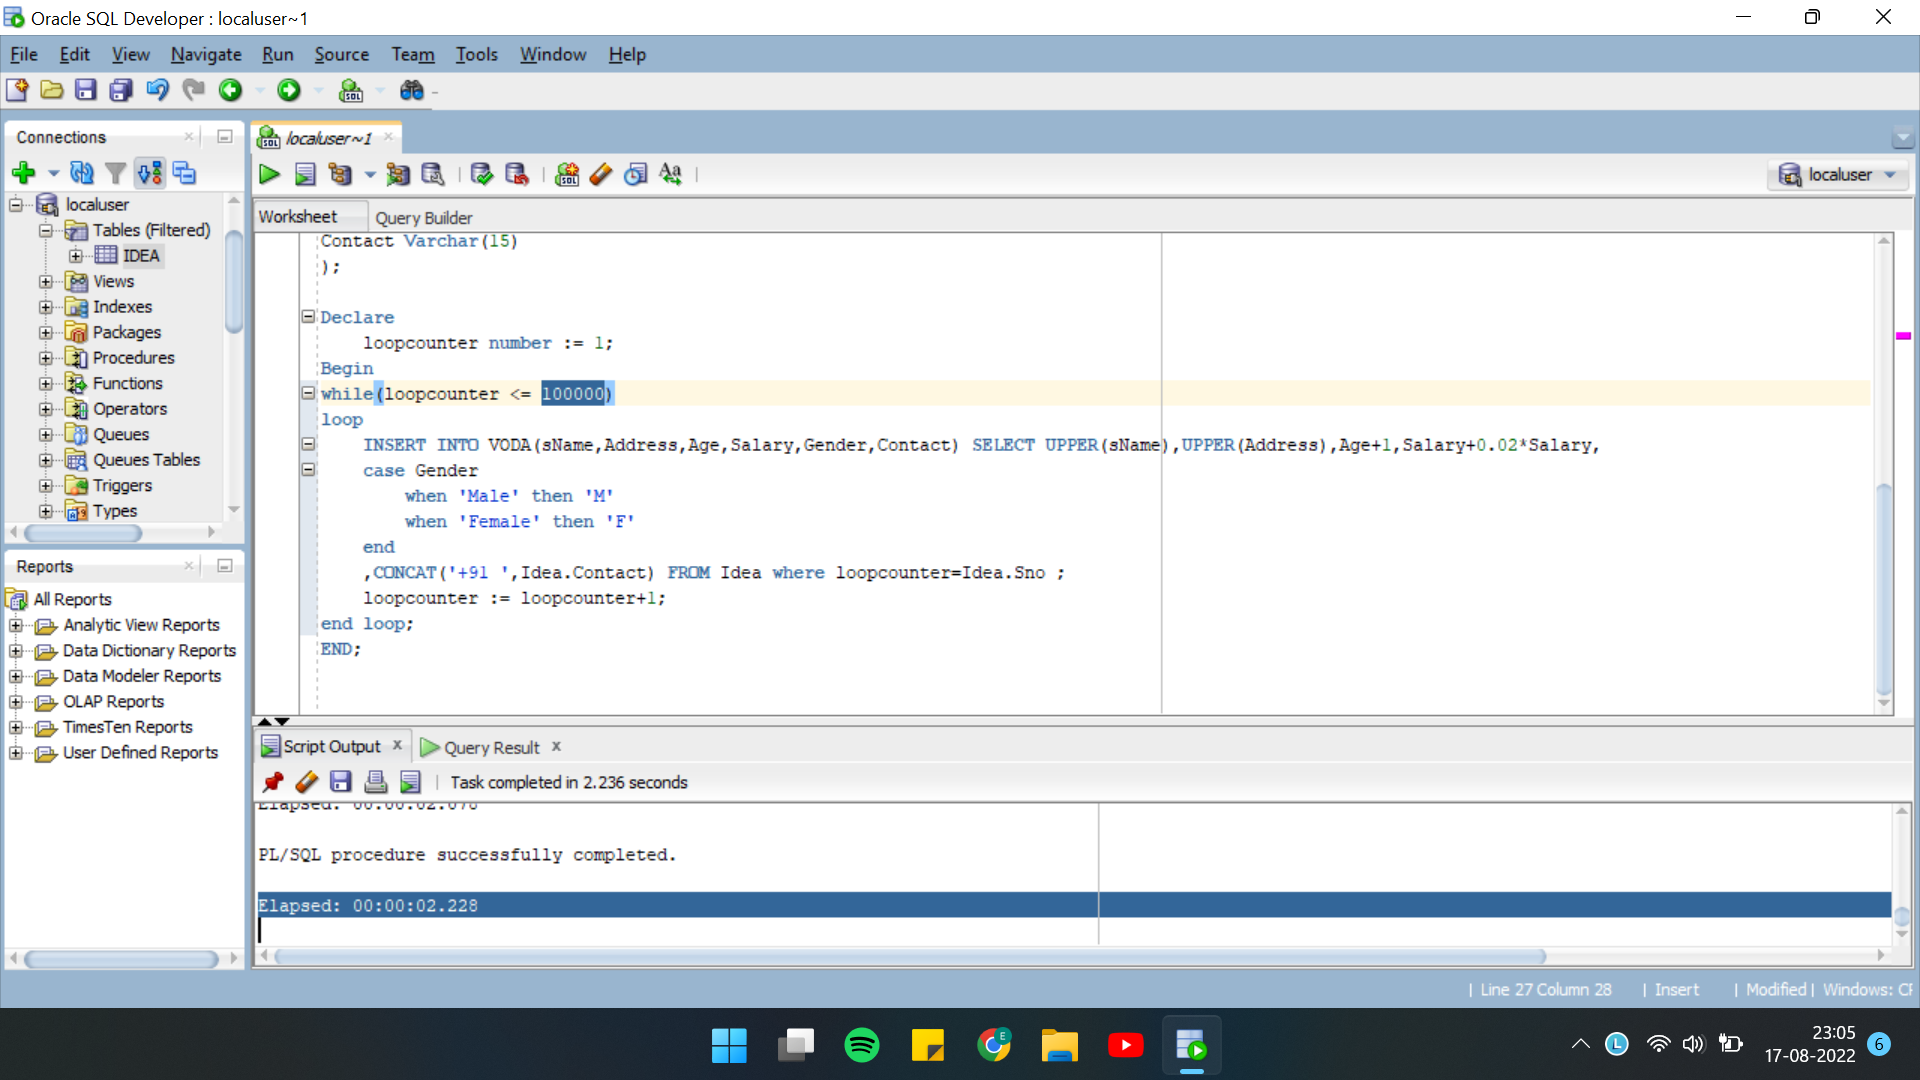 Oracle SQL Developer : localuser~1
File Edit View Navigate Run Source Team Tools Window Help
Connections
localuser~1
localuser
localuser
Tables (Filtered)
IDEA
Views
Indexes
Packages
Procedures
Functions
Operators
Queues
Queues Tables
Triggers
Types
Worksheet Query Builder
Contact Varchar(15)
);
Declare
loopcounter number := 1;
Begin
while(loopcounter <= 100000)
loop
INSERT INTO VODA(sName,Address,Age,Salary,Gender,Contact) SELECT UPPER(sName),UPPER(Address),Age+1,Salary+0.02*Salary,
case Gender
when 'Male' then 'M'
when 'Female' then 'F'
end
,CONCAT('+91 ',Idea.Contact) FROM Idea where loopcounter=Idea.Sno ;
loopcounter := loopcounter+1;
end loop;
END;
Reports
All Reports
Analytic View Reports
Data Dictionary Reports
Data Modeler Reports
OLAP Reports
TimesTen Reports
User Defined Reports
Script Output Query Result
Task completed in 2.236 seconds
Elapsed: 00:00:02.078
PL/SQL procedure successfully completed.
Elapsed: 00:00:02.228
Line 27 Column 28 | Insert | Modified | Windows:
23:05
17-08-2022
6